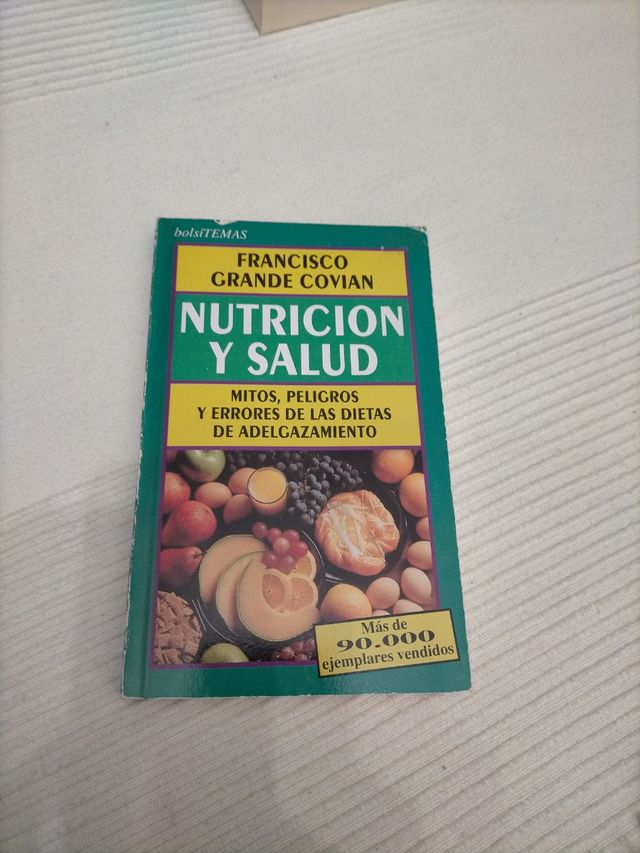 bolsiTEMAS
FRANCISCO
GRANDE COVIAN
NUTRICION
Y SALUD
MITOS, PELIGROS
Y ERRORES DE LAS DIETAS
DE ADELGAZAMIENTO
Más de
90.000
ejemplares vendidos